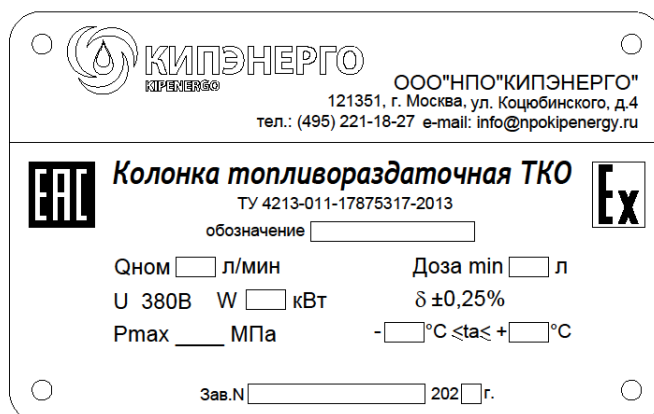 КИПЭНЕРГО
KIPENERGO
ООО"НПО"КИПЭНЕРГО"
121351, г. Москва, ул. Коцюбинского, д.4
тел.: (495) 221-18-27 e-mail: info@npokipenergy.ru
EAC
Колонка топливораздаточная ТКО
Ex
ТУ 4213-011-17875317-2013
обозначение
Qном л/мин Доза min л
U 380В W кВт δ ±0,25%
Pmax ____ МПа - °C ≤ta≤ + °C
Зав.N 202 г.